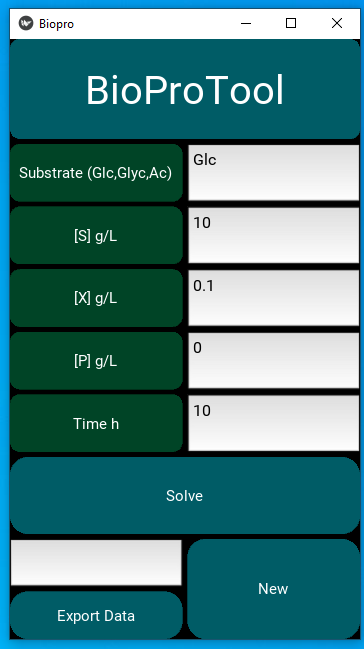 Biopro
BioProTool
Substrate (Glc,Glyc,Ac)
Glc
[S] g/L
10
[X] g/L
0.1
[P] g/L
0
Time h
10
Solve
New
Export Data